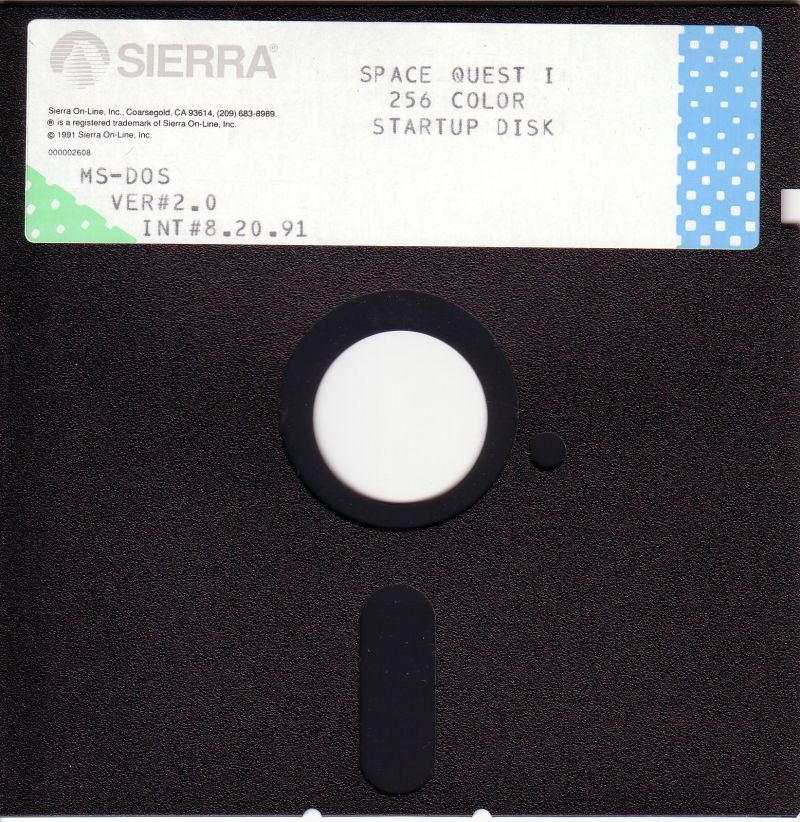 SIERRA®
SPACE QUEST I
256 COLOR
STARTUP DISK
Sierra On-Line, Inc., Coarsegold, CA 93614, (209) 683-8989.
® is a registered trademark of Sierra On-Line, Inc.
© 1991 Sierra On-Line, Inc.
000002608
MS-DOS
VER#2.0
INT#8.20.91